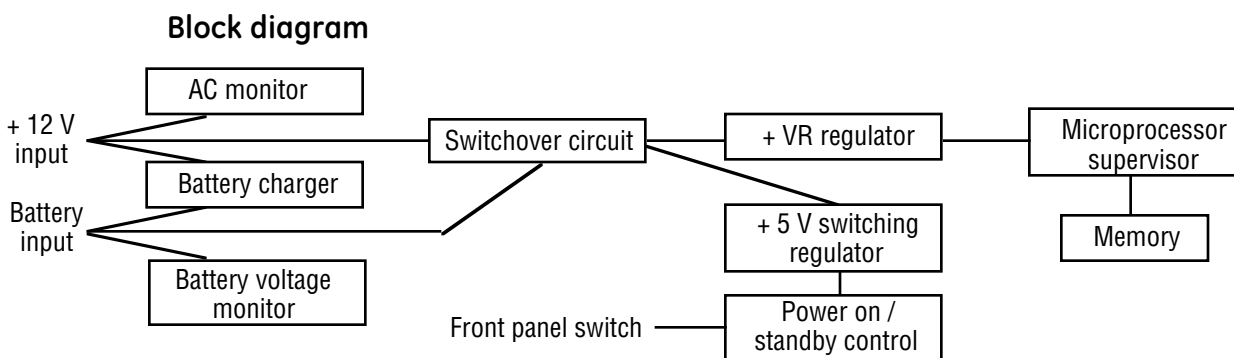 Block diagram
AC monitor
+ 12 V
input
Switchover circuit
+ VR regulator
Microprocessor
supervisor
Battery charger
Battery
input
+ 5 V switching
regulator
Memory
Battery voltage
monitor
Front panel switch
Power on /
standby control